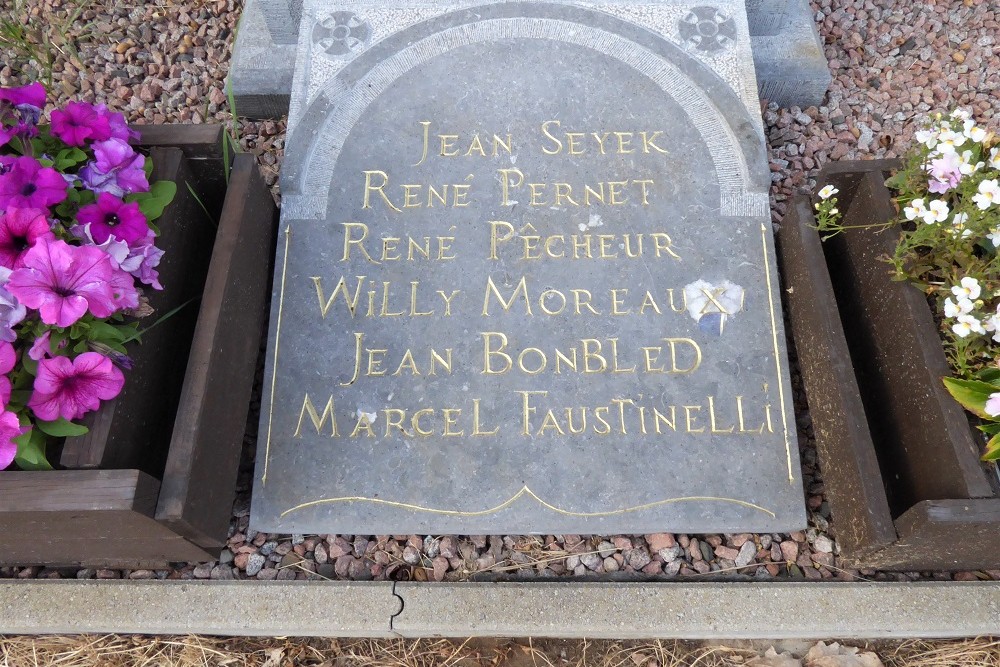 Jean Seyek
René Pernet
René Pêcheur
Willy Moreaux
Jean Bonbled
Marcel Faustinelli